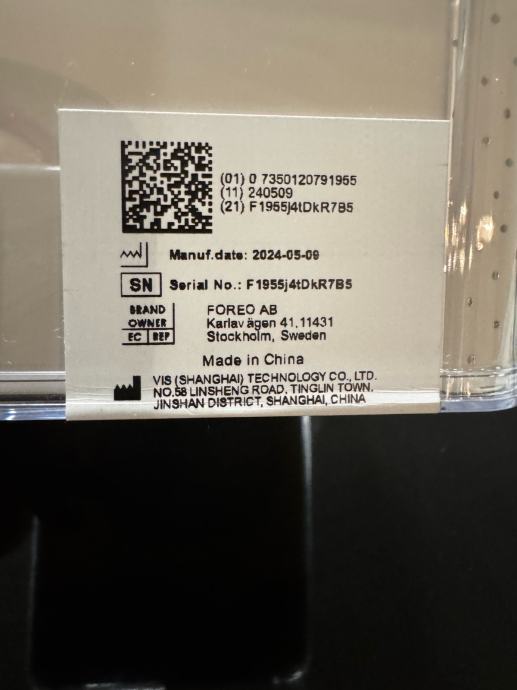 (01) 0 7350120791955
(11) 240509
(21) F1955j4tDkR7B5
Manuf.date: 2024-05-09
SN Serial No.: F1955j4tDkR7B5
BRAND OWNER
EC REP
FOREO AB
Karlavägen 41,11431
Stockholm, Sweden
Made in China
VIS (SHANGHAI) TECHNOLOGY CO., LTD.
NO.58 LINSHENG ROAD, TINGLIN TOWN,
JINSHAN DISTRICT, SHANGHAI, CHINA